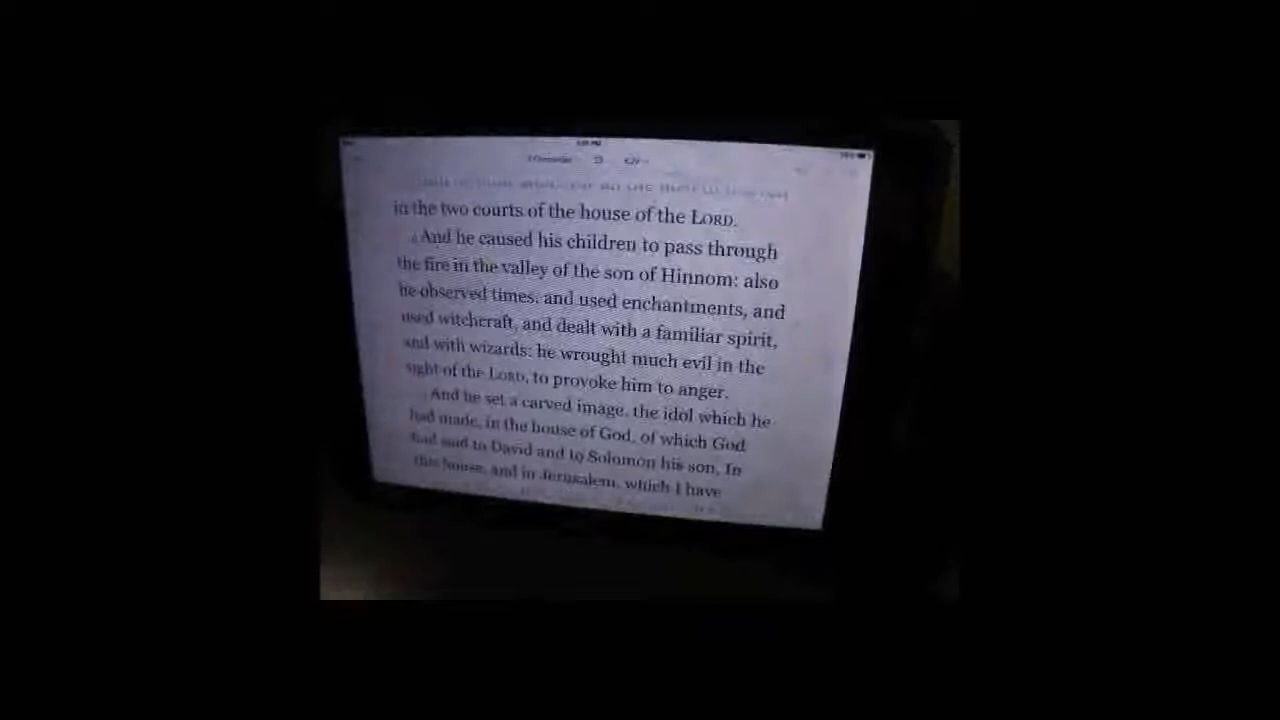 in the two courts of the house of the LORD.
And he caused his children to pass through
the fire in the valley of the son of Hinnom: also
he observed times, and used enchantments, and
used witchcraft, and dealt with a familiar spirit,
and with wizards: he wrought much evil in the
sight of the LORD, to provoke him to anger.
And he set a carved image, the idol which he
had made, in the house of God, of which God
had said to David and to Solomon his son, In
this house, and in Jerusalem, which I have